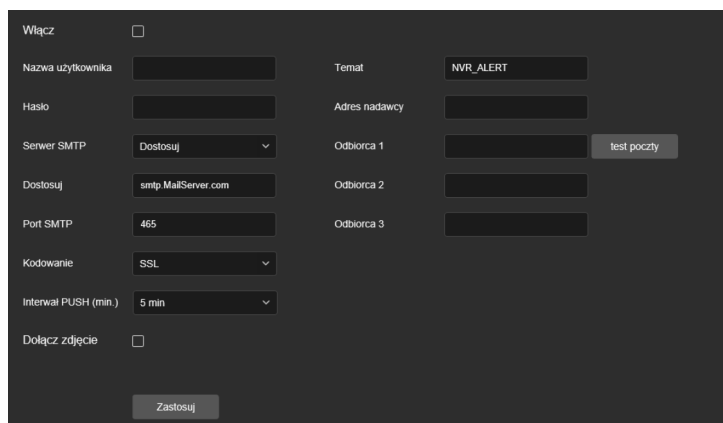 Włącz
Nazwa użytkownika
Temat NVR_ALERT
Hasło
Adres nadawcy
Serwer SMTP Dostosuj
Odbiorca 1 test poczty
Dostosuj smtp.MailServer.com
Odbiorca 2
Port SMTP 465
Odbiorca 3
Kodowanie SSL
Interwał PUSH (min.) 5 min
Dołącz zdjęcie
Zastosuj